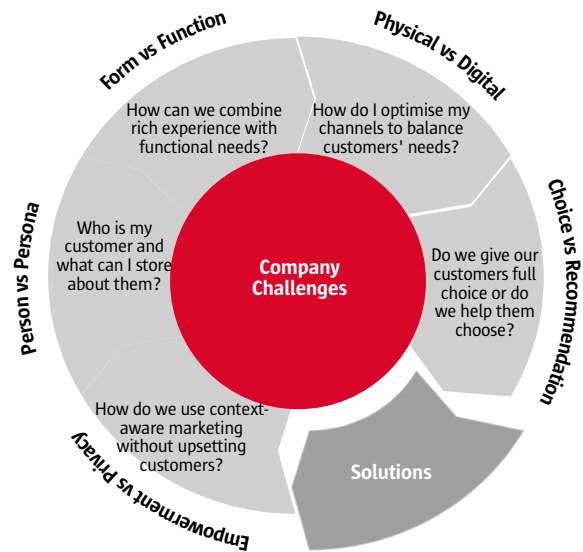 Form vs Function
How can we combine
rich experience with
functional needs?
Physical vs Digital
How do I optimise my
channels to balance
customers' needs?
Choice vs Recommendation
Do we give our
customers full
choice or do
we help them
choose?
Solutions
Empowerment vs Privacy
How do we use context-
aware marketing
without upsetting
customers?
Person vs Persona
Who is my
customer and
what can I store
about them?
Company
Challenges